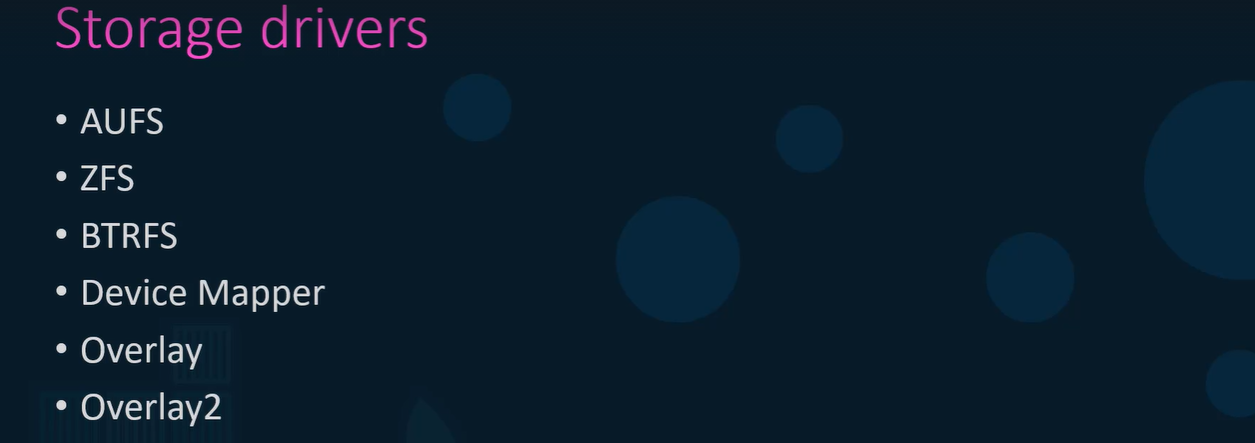 Storage drivers
• AUFS
• ZFS
• BTRFS
• Device Mapper
• Overlay
• Overlay2